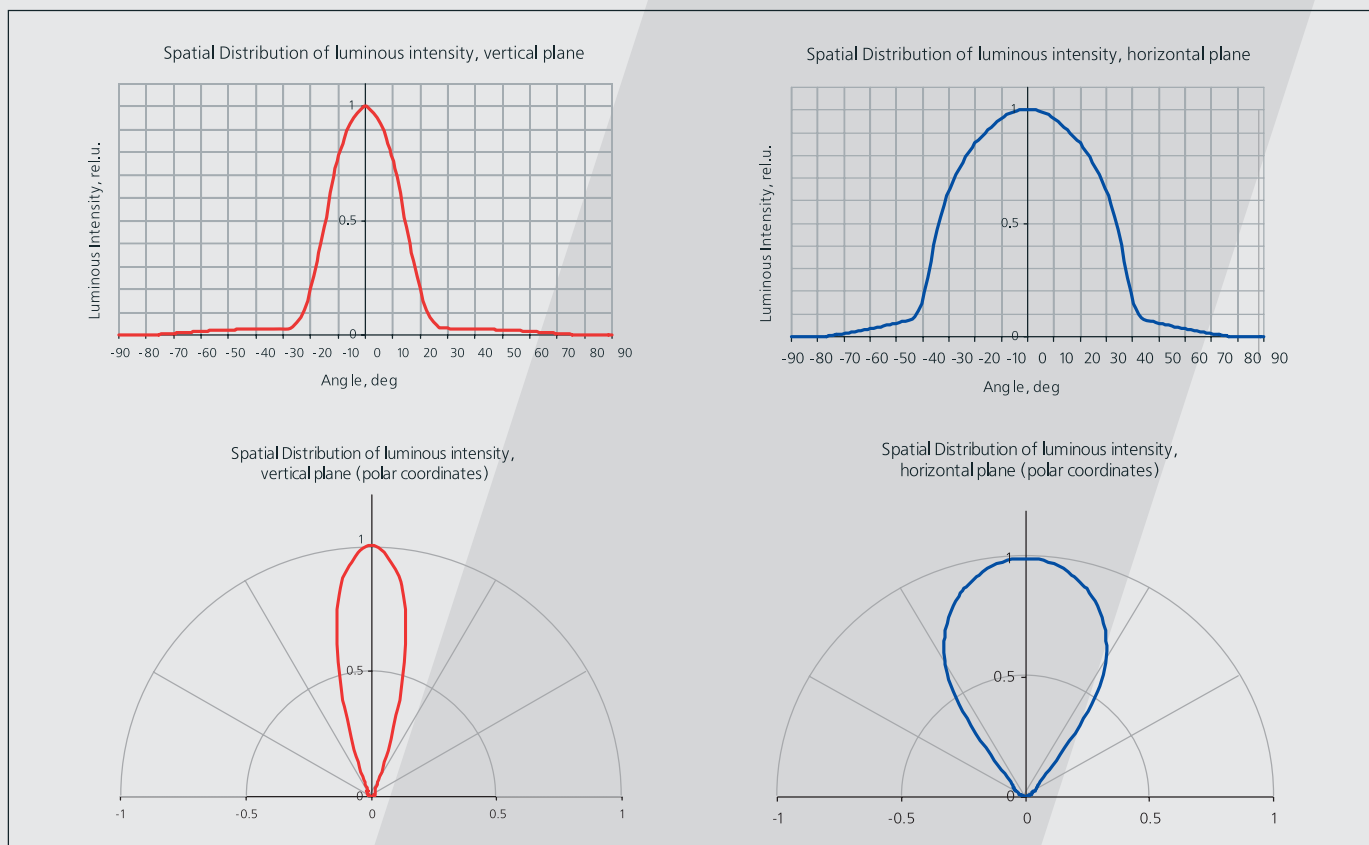 Spatial Distribution of luminous intensity, vertical plane
1
0.5
0
Luminous Intensity, rel.u.
-90 -80 -70 -60 -50 -40 -30 -20 -10 0 10 20 30 40 50 60 70 80 90
Angle, deg
Spatial Distribution of luminous intensity, horizontal plane
1
0.5
0
Luminous Intensity, rel.u.
-90 -80 -70 -60 -50 -40 -30 -20 -10 0 10 20 30 40 50 60 70 80 90
Angle, deg
Spatial Distribution of luminous intensity,
vertical plane (polar coordinates)
1
0.5
0
-1 -0.5 0 0.5 1
Spatial Distribution of luminous intensity,
horizontal plane (polar coordinates)
1
0.5
0
-1 -0.5 0 0.5 1